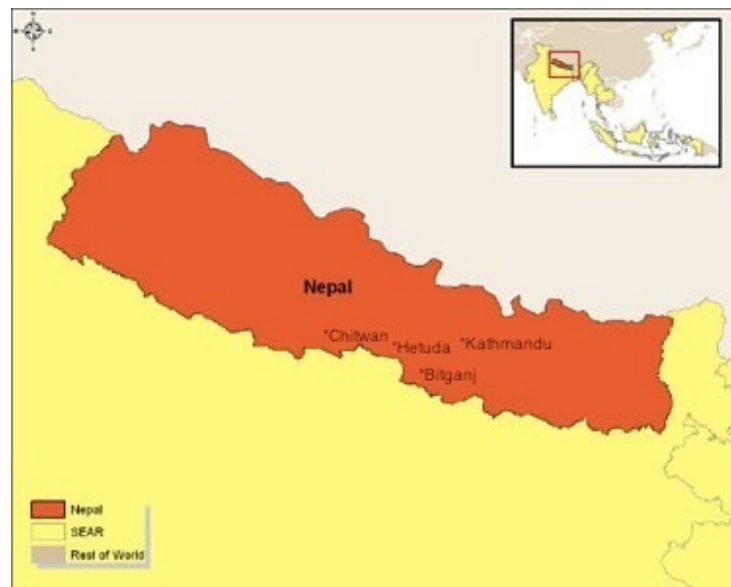 Nepal
*Chitwan
*Hetuda
*Kathmandu
*Bitganj
Nepal
SEAR
Rest of World